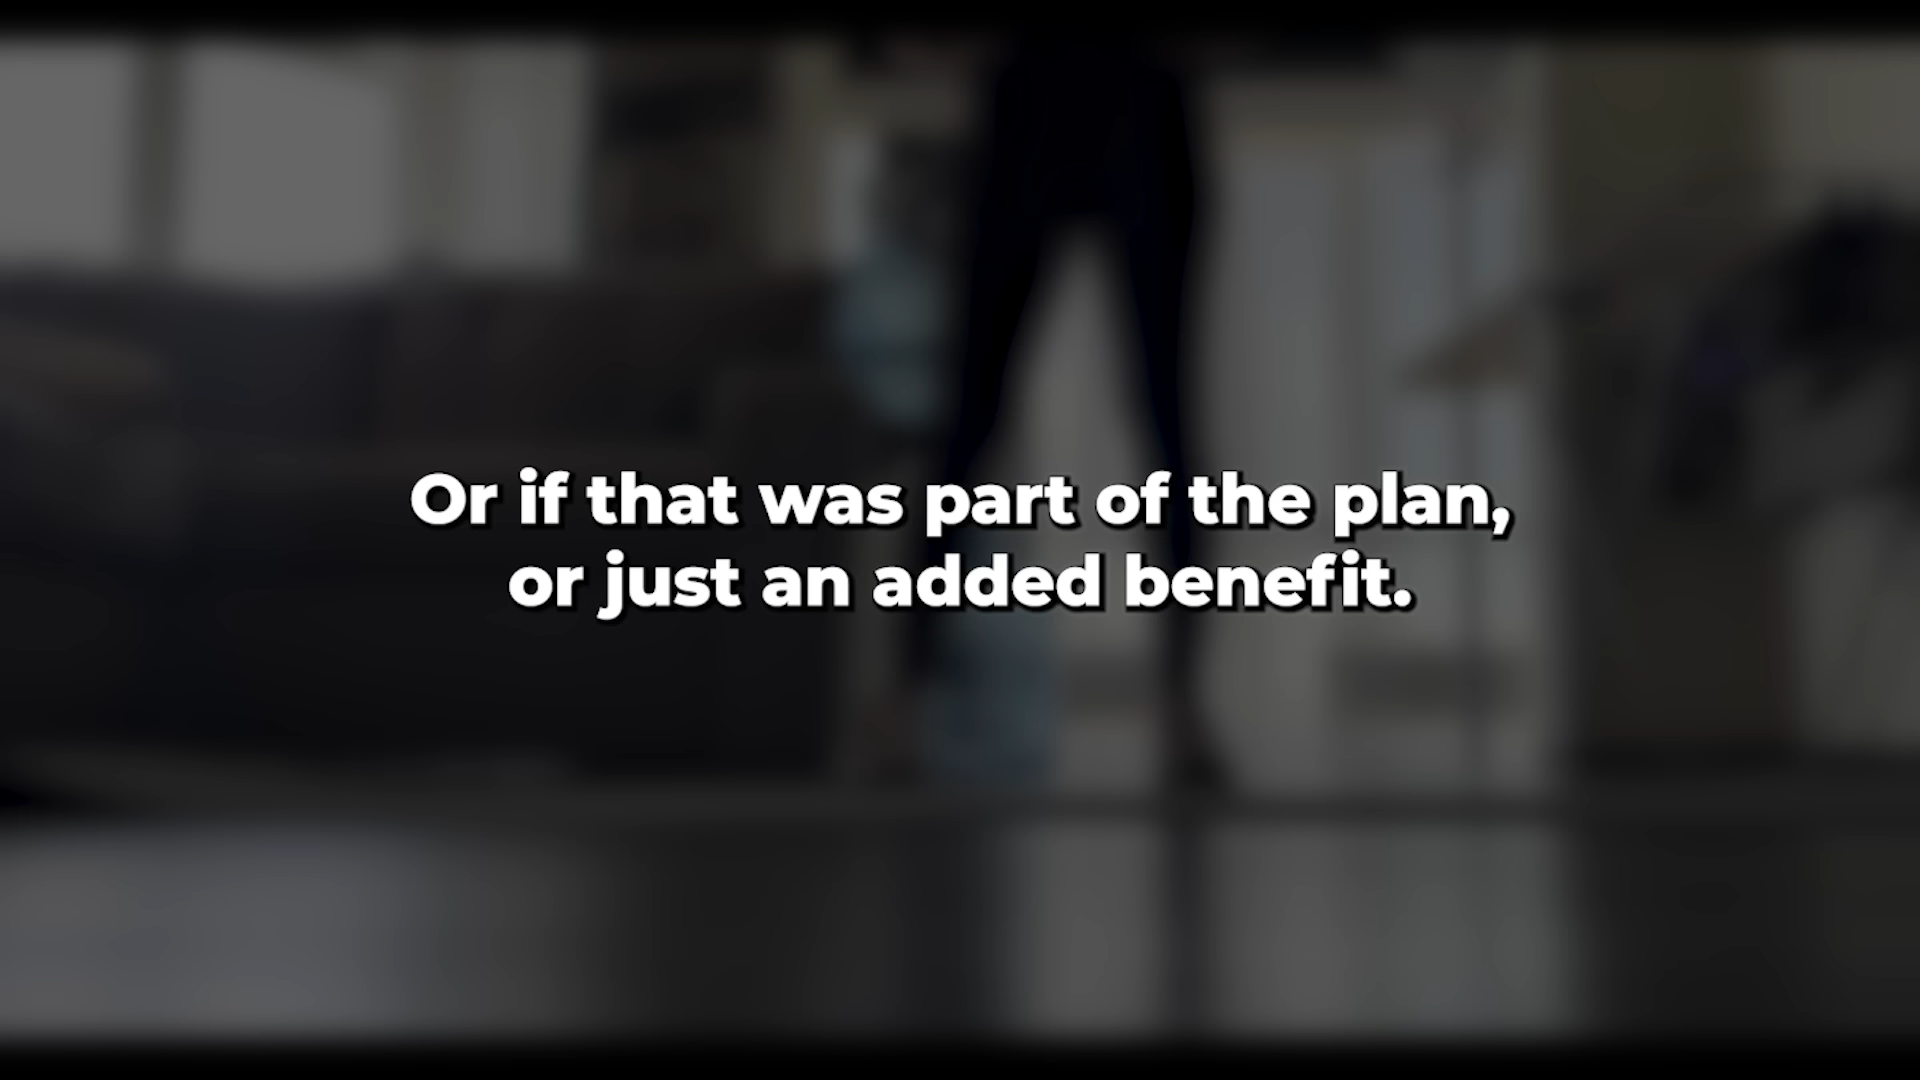 Or if that was part of the plan,
or just an added benefit.